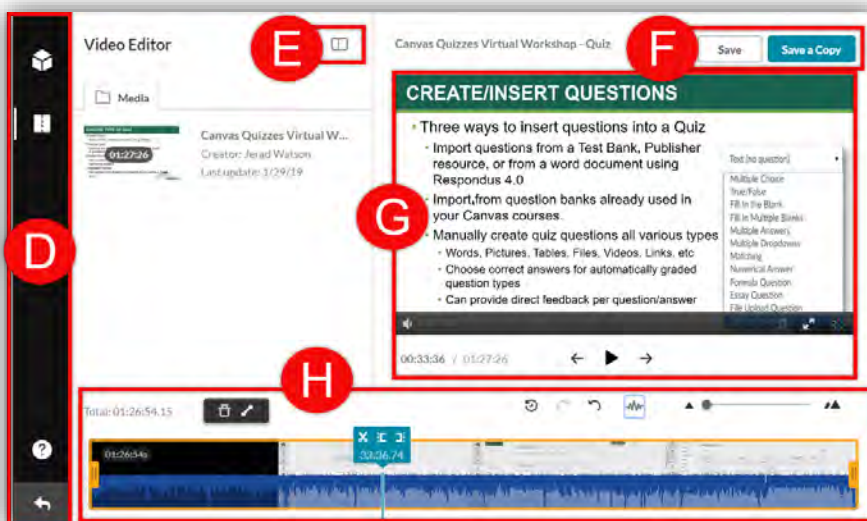 Video Editor
E
Canvas Quizzes Virtual Workshop - Quiz
F
Save
Save a Copy
Media
01:27:26
Canvas Quizzes Virtual W...
Creator: Jerad Watson
Last update: 1/29/19
D
G
CREATE/INSERT QUESTIONS
Three ways to insert questions into a Quiz
Import questions from a Test Bank, Publisher
resource, or from a word document using
Respondus 4.0
Import from question banks already used in
your Canvas courses.
Manually create quiz questions all various types
Words, Pictures, Tables, Files, Videos, Links, etc
Choose correct answers for automatically graded
question types
Can provide direct feedback per question/answer
Text (no question)
Multiple Choice
True/False
Fill In the Blank
Fill In Multiple Blanks
Multiple Answers
Multiple Dropdowns
Matching
Numerical Answer
Formula Question
Essay Question
File Upload Question
00:33:36 / 01:27:26
H
Total: 01:26:54.15
01:26:54s
33:36.74
?